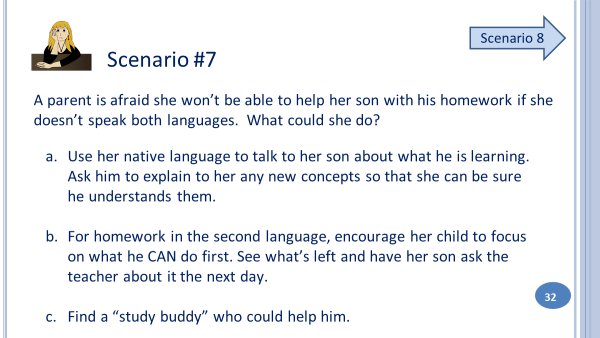 Scenario 8
Scenario #7
A parent is afraid she won’t be able to help her son with his homework if she
doesn’t speak both languages.  What could she do?
a. Use her native language to talk to her son about what he is learning.
Ask him to explain to her any new concepts so that she can be sure
he understands them.
b. For homework in the second language, encourage her child to focus
on what he CAN do first. See what’s left and have her son ask the
teacher about it the next day.
32
c. Find a “study buddy” who could help him.